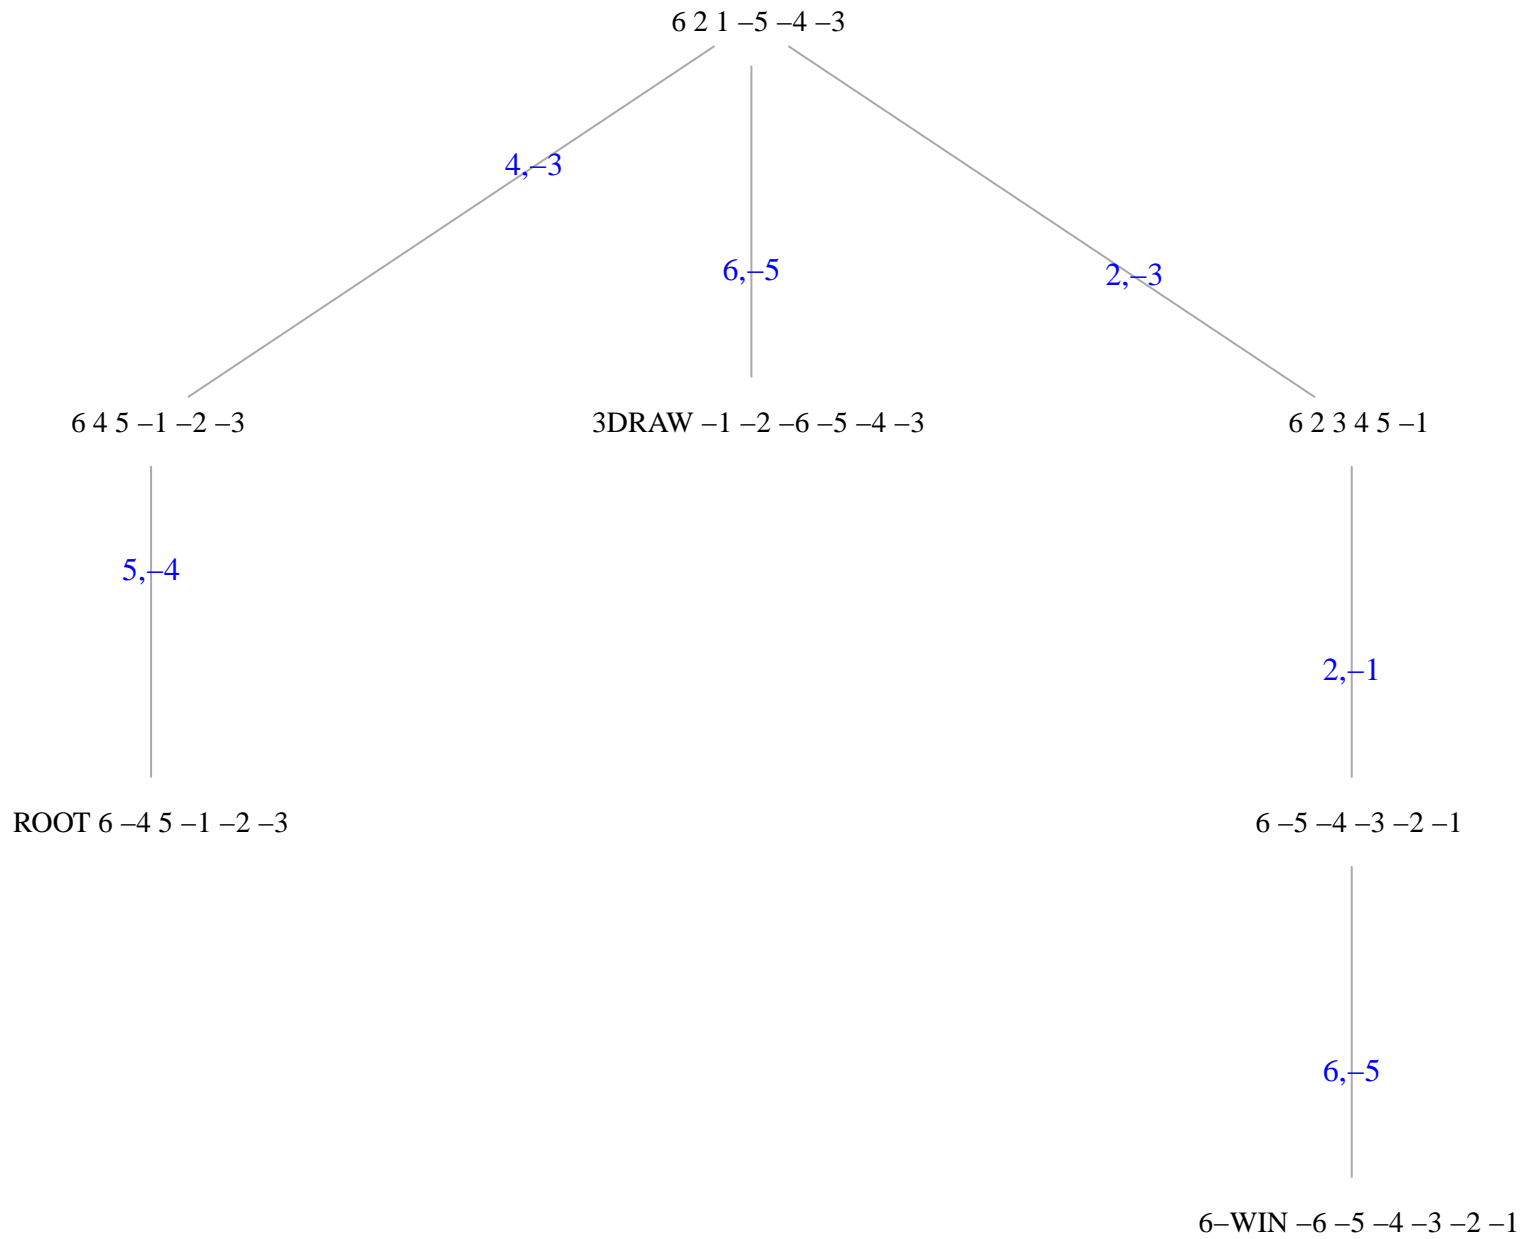 6 2 1 –5 –4 –3
4,–3
6,–5
2,–3
6 4 5 –1 –2 –3
3DRAW –1 –2 –6 –5 –4 –3
6 2 3 4 5 –1
5,–4
2,–1
ROOT 6 –4 5 –1 –2 –3
6 –5 –4 –3 –2 –1
6,–5
6–WIN –6 –5 –4 –3 –2 –1